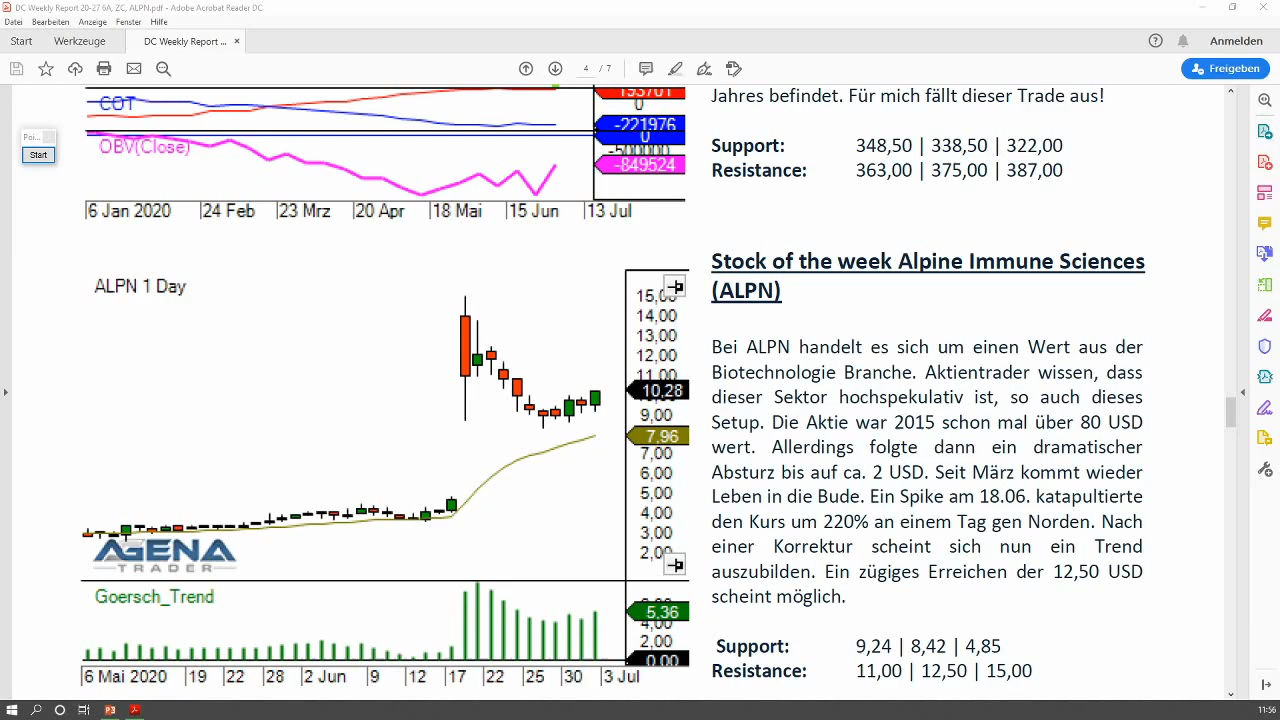 DC Weekly Report 20-27 6A, ZC, ALPN.pdf - Adobe Acrobat Reader DC
Datei Bearbeiten Anzeige Fenster Hilfe
Start Werkzeuge DC Weekly Report ... × Anmelden
4 / 7 Freigeben
Poi...
Start
COT
193701
0
-221976
OBV(Close)
0
-500000
-849524
6 Jan 2020 24 Feb 23 Mrz 20 Apr 18 Mai 15 Jun 13 Jul
ALPN 1 Day
15,00
14,00
13,00
12,00
11,00
10,28
9,00
7,96
7,00
6,00
5,00
4,00
3,00
2,00
AGENA
TRADER
Goersch_Trend
5,36
4,00
2,00
0,00
6 Mai 2020 19 22 28 2 Jun 9 12 17 22 25 30 3 Jul
Jahres befindet. Für mich fällt dieser Trade aus!
Support: 348,50 | 338,50 | 322,00
Resistance: 363,00 | 375,00 | 387,00
Stock of the week Alpine Immune Sciences
(ALPN)
Bei ALPN handelt es sich um einen Wert aus der
Biotechnologie Branche. Aktientrader wissen, dass
dieser Sektor hochspekulativ ist, so auch dieses
Setup. Die Aktie war 2015 schon mal über 80 USD
wert. Allerdings folgte dann ein dramatischer
Absturz bis auf ca. 2 USD. Seit März kommt wieder
Leben in die Bude. Ein Spike am 18.06. katapultierte
den Kurs um 220% an einem Tag gen Norden. Nach
einer Korrektur scheint sich nun ein Trend
auszubilden. Ein zügiges Erreichen der 12,50 USD
scheint möglich.
Support: 9,24 | 8,42 | 4,85
Resistance: 11,00 | 12,50 | 15,00
11:56